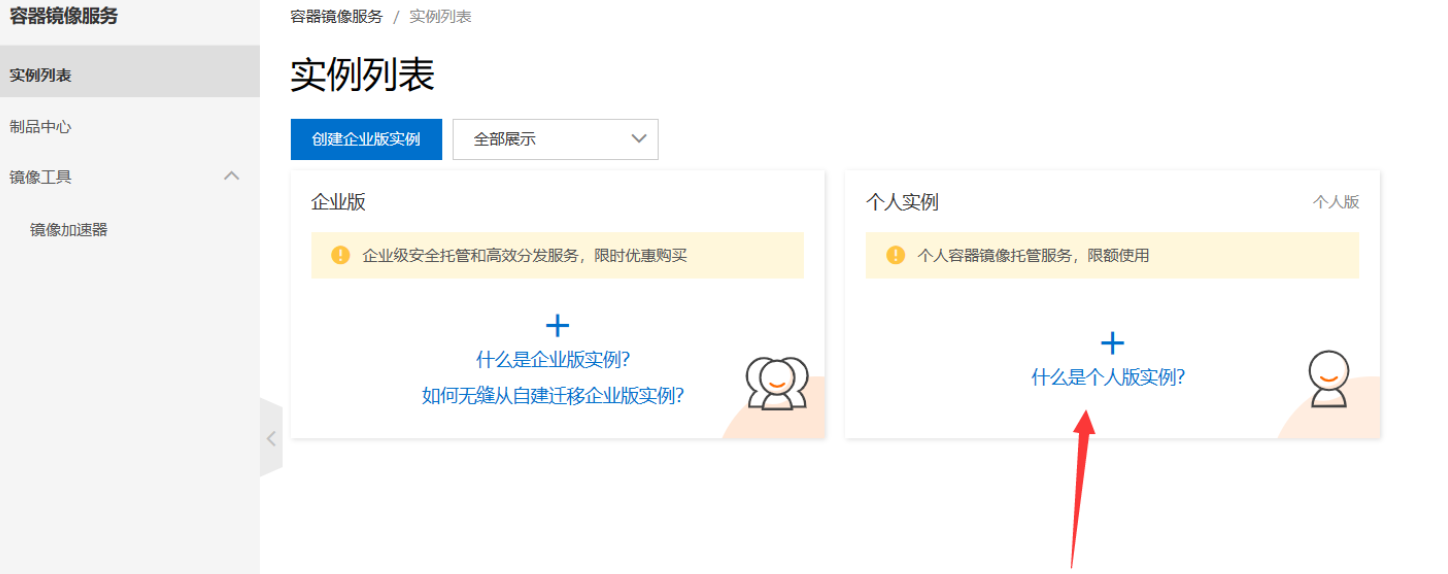 容器镜像服务
容器镜像服务 / 实例列表
实例列表
制品中心
镜像工具
镜像加速器
实例列表
创建企业版实例
全部展示
企业版
企业级安全托管和高效分发服务，限时优惠购买
什么是企业版实例?
如何无缝从自建迁移企业版实例?
个人实例
个人版
个人容器镜像托管服务，限额使用
什么是个人版实例?